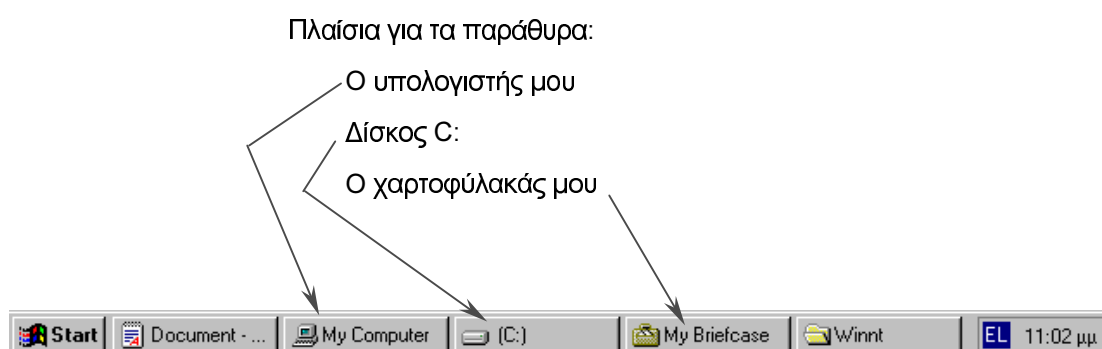 Πλαίσια για τα παράθυρα:
Ο υπολογιστής μου
Δίσκος C:
Ο χαρτοφύλακάς μου
Start Document - ... My Computer (C:) My Briefcase Winnt EL 11:02 μμ